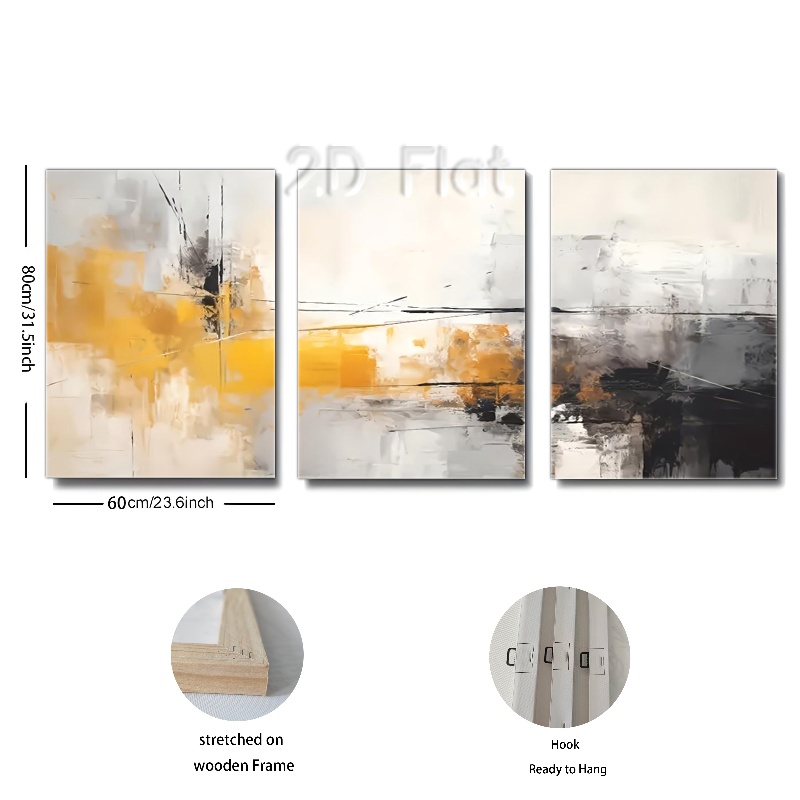 2D Flat
80cm/31.5inch
60cm/23.6inch
stretched on
wooden Frame
Hook
Ready to Hang